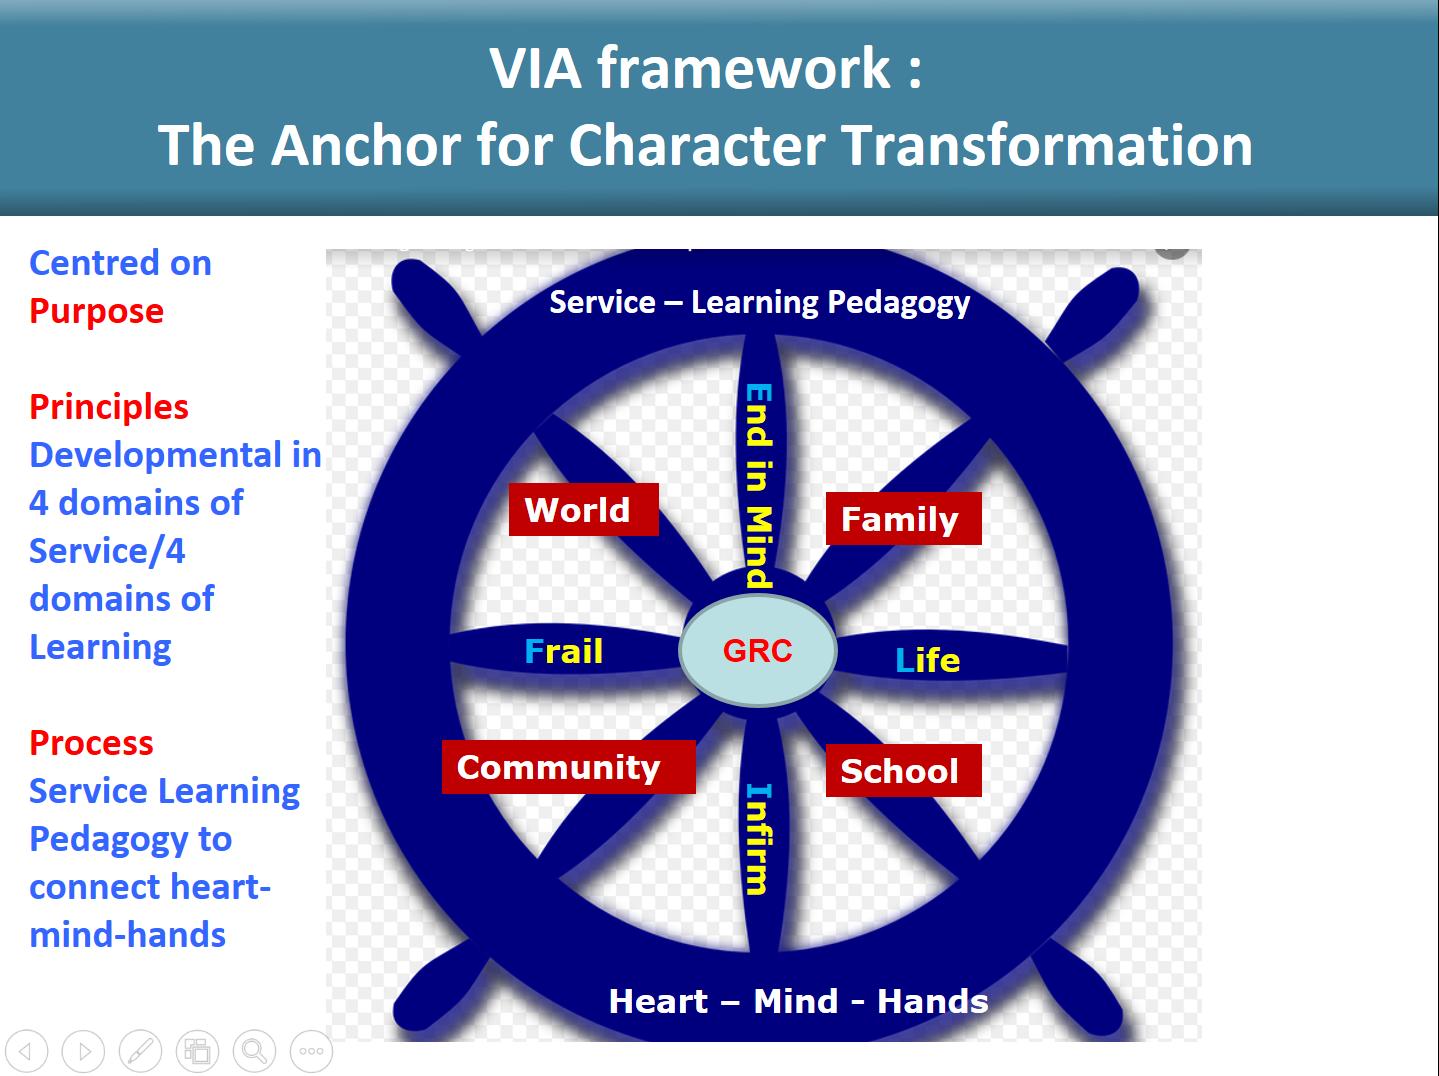 VIA framework :
The Anchor for Character Transformation
Centred on
Purpose
Principles
Developmental in
4 domains of
Service/4
domains of
Learning
Process
Service Learning
Pedagogy to
connect heart-
mind-hands
Service – Learning Pedagogy
End in Mind
World
Family
Frail
GRC
Life
Community
School
Infirm
Heart – Mind - Hands